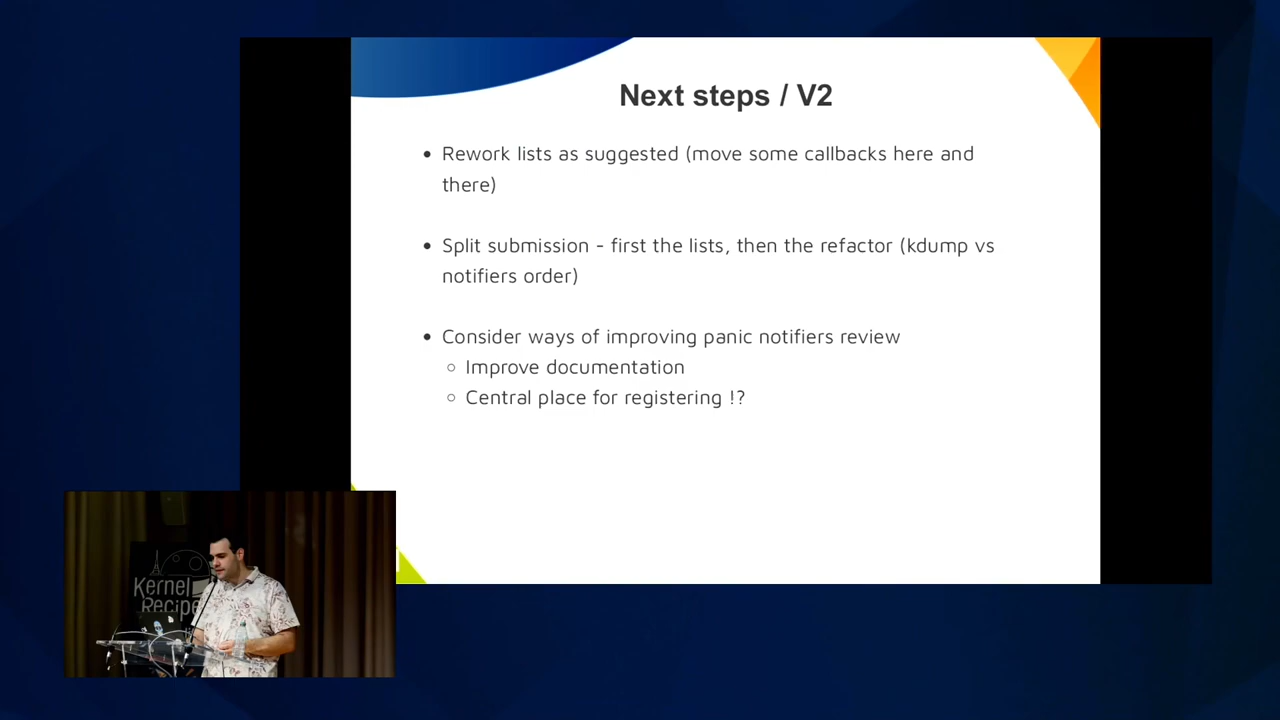 Next steps / V2
• Rework lists as suggested (move some callbacks here and
there)
• Split submission - first the lists, then the refactor (kdump vs
notifiers order)
• Consider ways of improving panic notifiers review
○ Improve documentation
○ Central place for registering !?
Kernel
Recipe